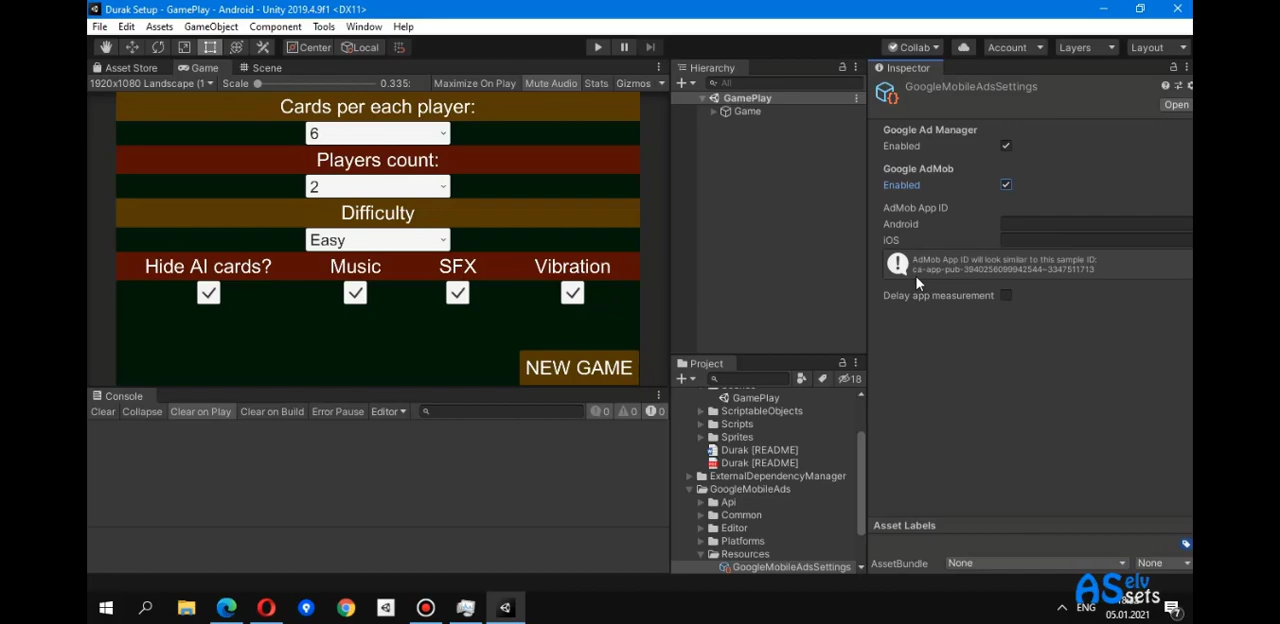 Durak Setup - GamePlay - Android - Unity 2019.4.9f1 <DX11>
File Edit Assets GameObject Component Tools Window Help
Center Local Collab Account Layers Layout
Asset Store Game Scene
1920x1080 Landscape (1 Scale 0.335: Maximize On Play Mute Audio Stats Gizmos
Cards per each player:
6
Players count:
2
Difficulty
Easy
Hide AI cards? Music SFX Vibration
NEW GAME
Console
Clear Collapse Clear on Play Clear on Build Error Pause Editor 0 0 0
Hierarchy
All
GamePlay
Game
Project
18
GamePlay
ScriptableObjects
Scripts
Sprites
Durak [README]
Durak [README]
ExternalDependencyManager
GoogleMobileAds
Api
Common
Editor
Platforms
Resources
GoogleMobileAdsSettings
Inspector
GoogleMobileAdsSettings
Open
Google Ad Manager
Enabled
Google AdMob
Enabled
AdMob App ID
Android
iOS
AdMob App ID will look similar to this sample ID:
ca-app-pub-3940256099942544~3347511713
Delay app measurement
Asset Labels
AssetBundle None None
ASelv
Assets
ENG
05.01.2021
7